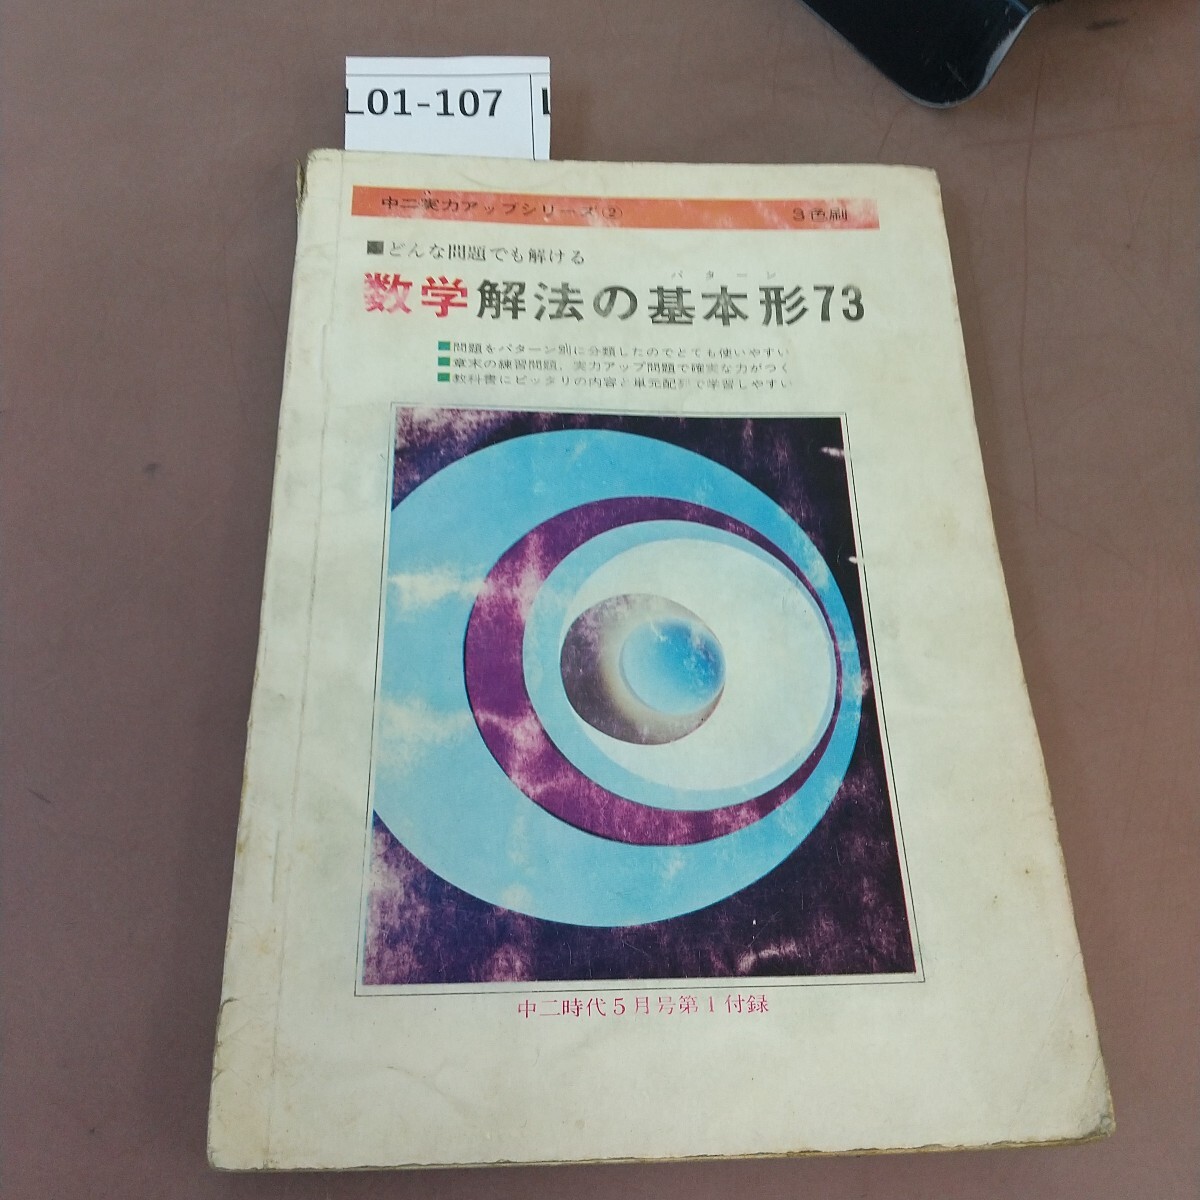 L01-107
中二実力アップシリーズ② 3色刷
■どんな問題でも解ける
パターン
数学解法の基本形73
■問題をパターン別に分類したのでとても使いやすい
■章末の練習問題，実力アップ問題で確実な力がつく
■教科書にピッタリの内容と単元配列で学習しやすい
中二時代5月号第1付録